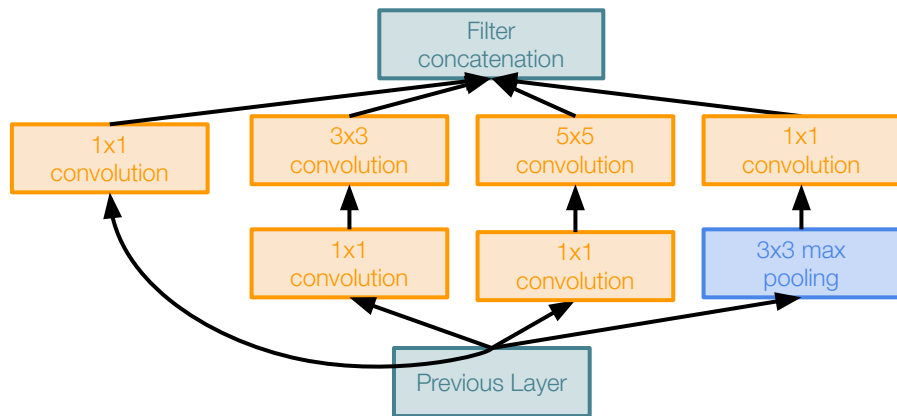 Filter
concatenation
1x1
convolution
3x3
convolution
5x5
convolution
1x1
convolution
1x1
convolution
1x1
convolution
3x3 max
pooling
Previous Layer